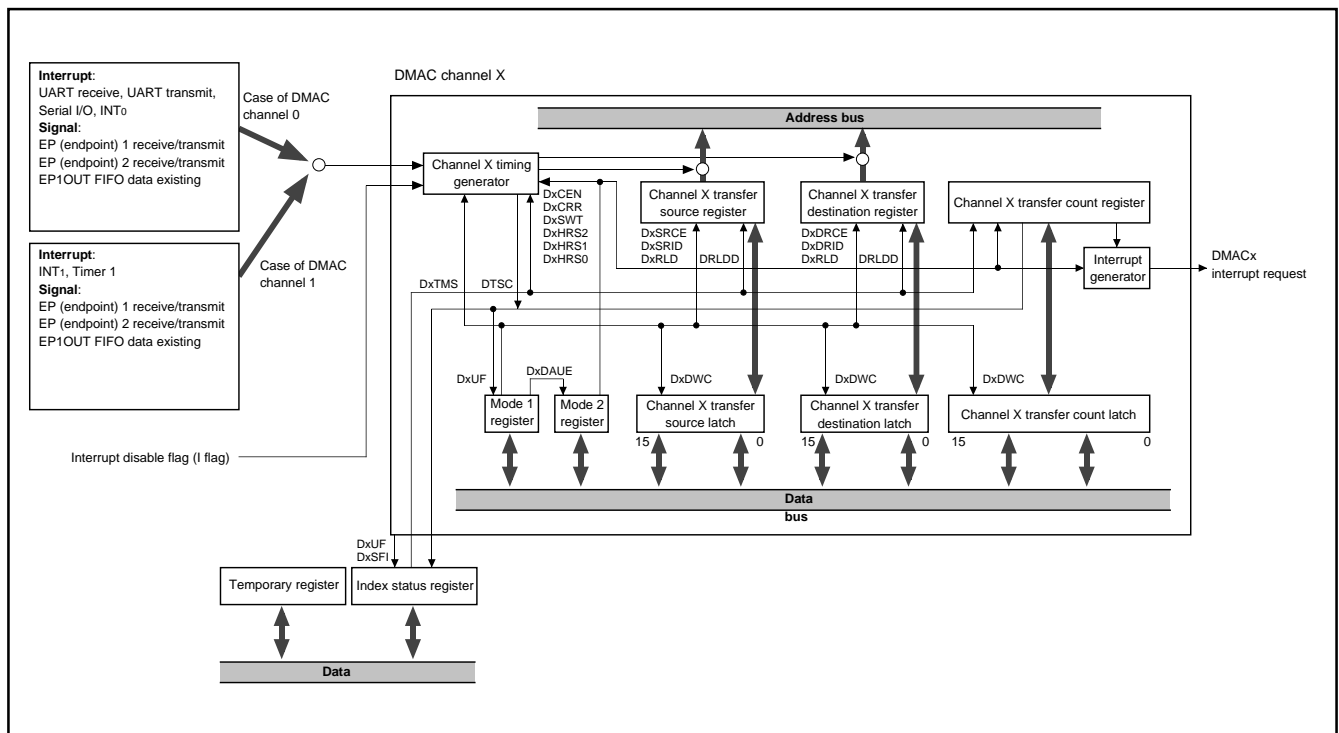 DMAC channel X
Interrupt:
UART receive, UART transmit,
Serial I/O, INT0
Signal:
EP (endpoint) 1 receive/transmit
EP (endpoint) 2 receive/transmit
EP1OUT FIFO data existing
Case of DMAC
channel 0
Interrupt:
INT1, Timer 1
Signal:
EP (endpoint) 1 receive/transmit
EP (endpoint) 2 receive/transmit
EP1OUT FIFO data existing
Case of DMAC
channel 1
Interrupt disable flag (I flag)
Address bus
Channel X timing
generator
DxCEN
DxCRR
DxSWT
DxHRS2
DxHRS1
DxHRS0
Channel X transfer
source register
DxSRCE
DxSRID
DxRLD
DRLDD
Channel X transfer
destination register
DxDRCE
DxDRID
DxRLD
DRLDD
Channel X transfer count register
Interrupt
generator
DMACx
interrupt request
DxTMS
DTSC
DxUF
DxDAUE
DxDWC
DxDWC
DxDWC
Mode 1
register
Mode 2
register
Channel X transfer
source latch
15 0
Channel X transfer
destination latch
15 0
Channel X transfer count latch
15 0
Data
bus
DxUF
DxSFI
Temporary register
Index status register
Data